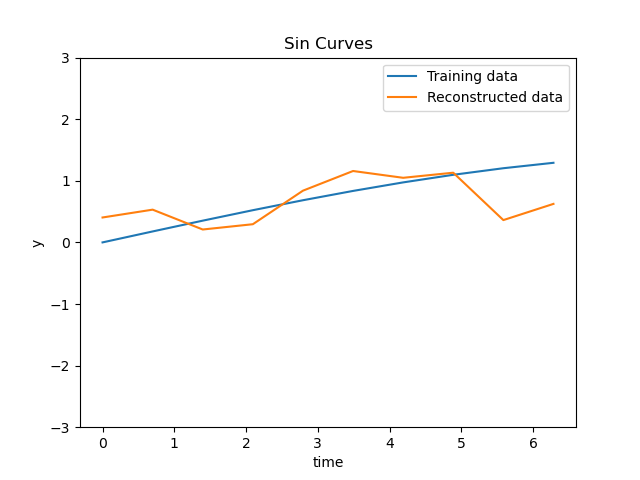 Sin Curves
Training data
Reconstructed data
3
2
1
0
−1
−2
−3
y
0 1 2 3 4 5 6
time